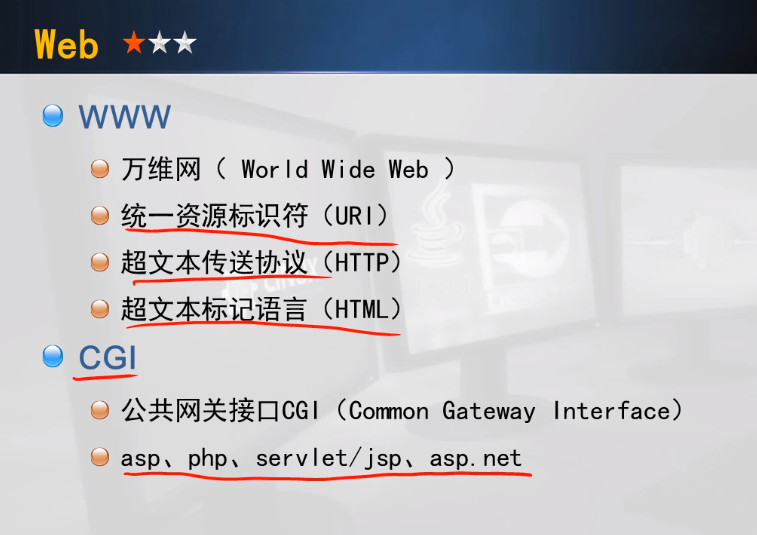 Web
WWW
万维网（ World Wide Web ）
统一资源标识符（URI）
超文本传送协议（HTTP）
超文本标记语言（HTML）
CGI
公共网关接口CGI（Common Gateway Interface）
asp、php、servlet/jsp、asp.net